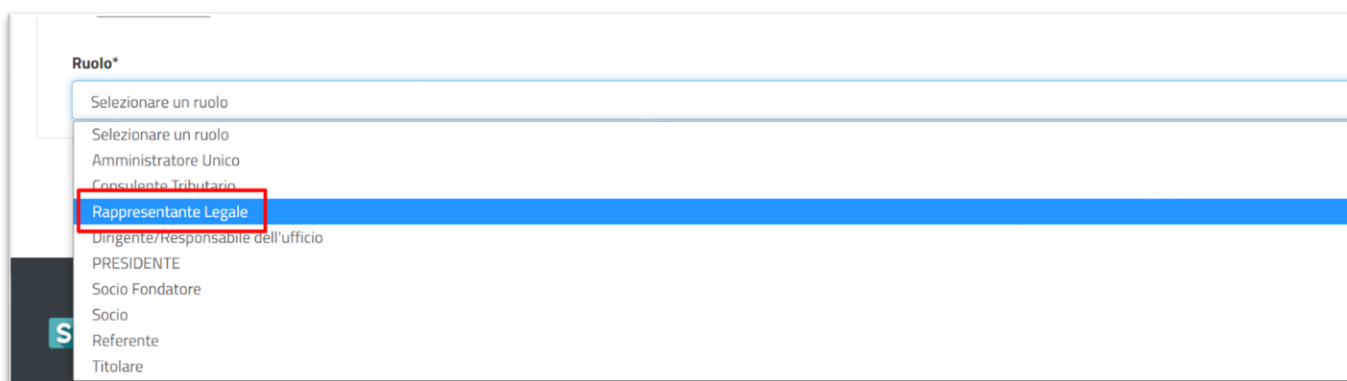 Ruolo*
Selezionare un ruolo
Selezionare un ruolo
Amministratore Unico
Consulente Tributario
Rappresentante Legale
Dirigente/Responsabile dell'ufficio
PRESIDENTE
Socio Fondatore
Socio
Referente
Titolare
S